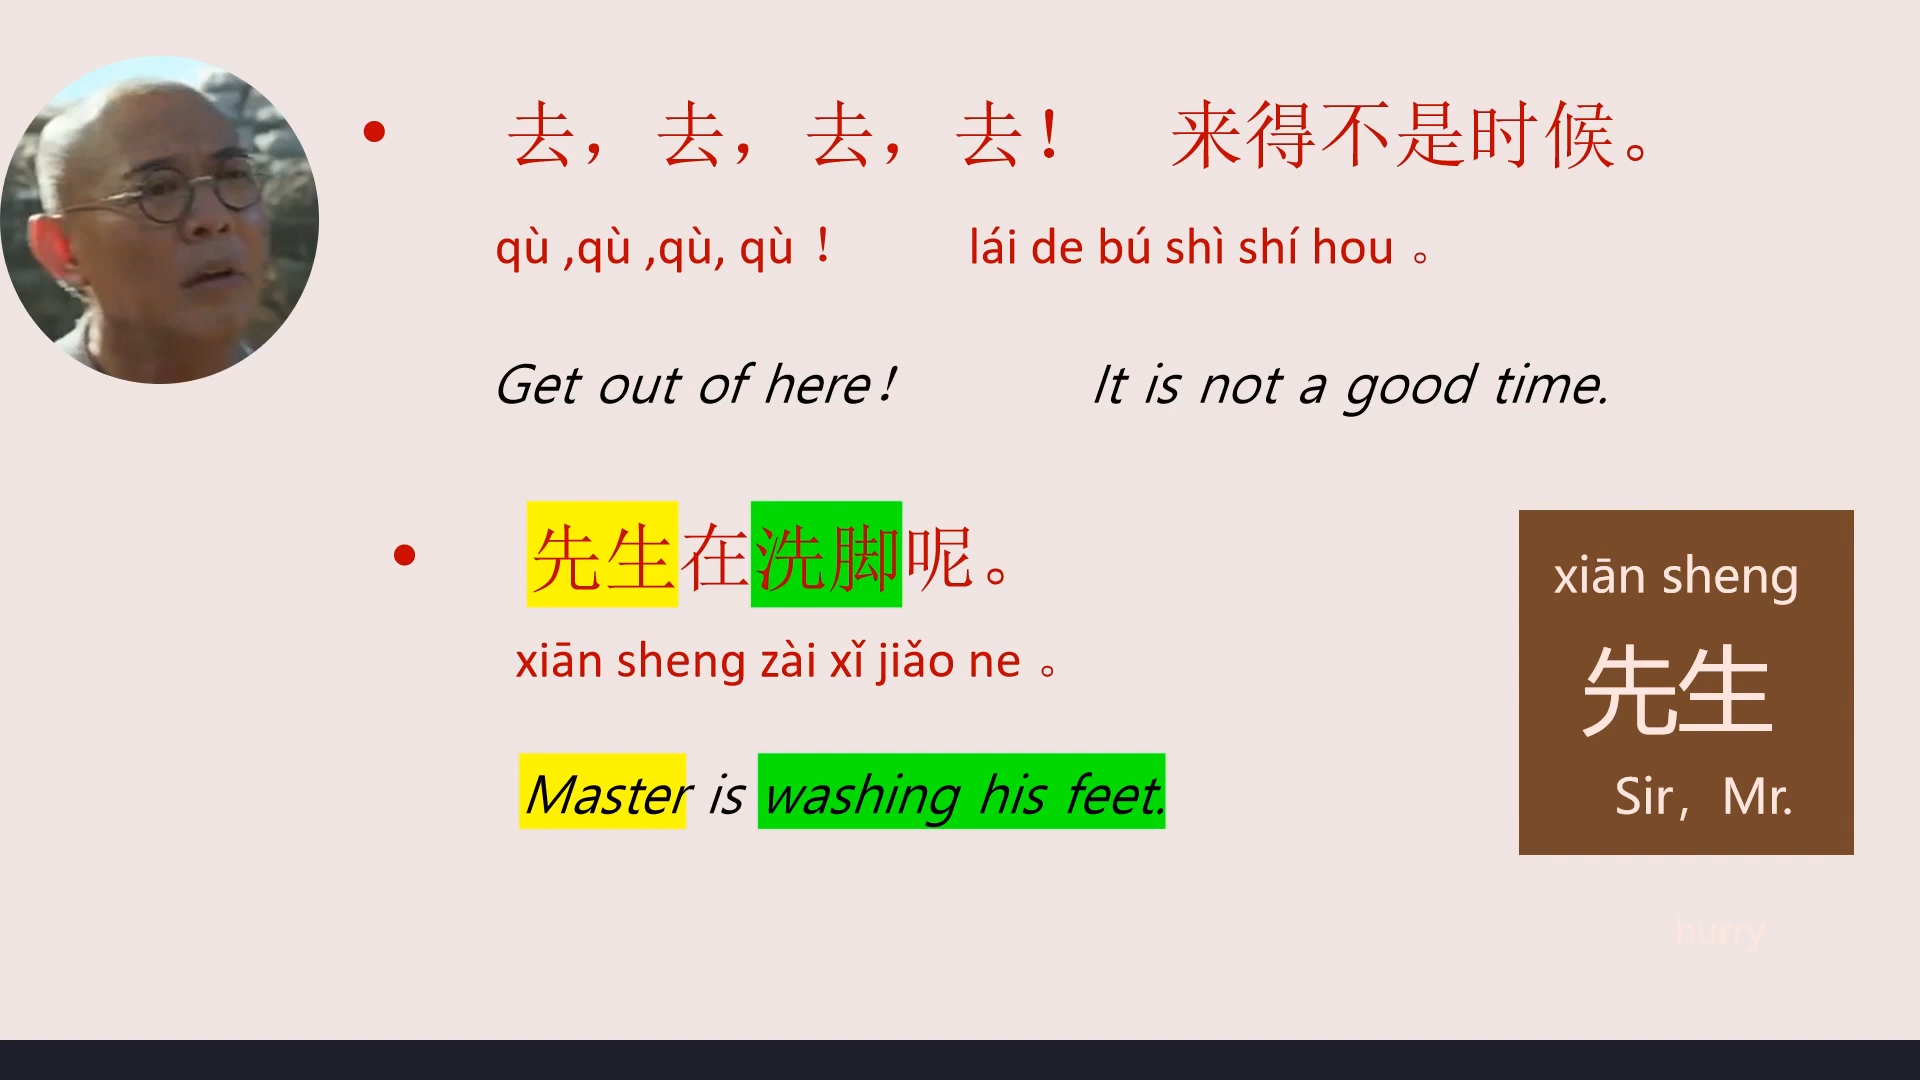 • 去，去，去，去！ 来得不是时候。
qù ,qù ,qù, qù！ lái de bú shì shí hou 。
Get out of here！ It is not a good time.
• 先生在洗脚呢。
xiān sheng zài xǐ jiǎo ne 。
Master is washing his feet.
xiān sheng
先生
Sir，Mr.
hurry